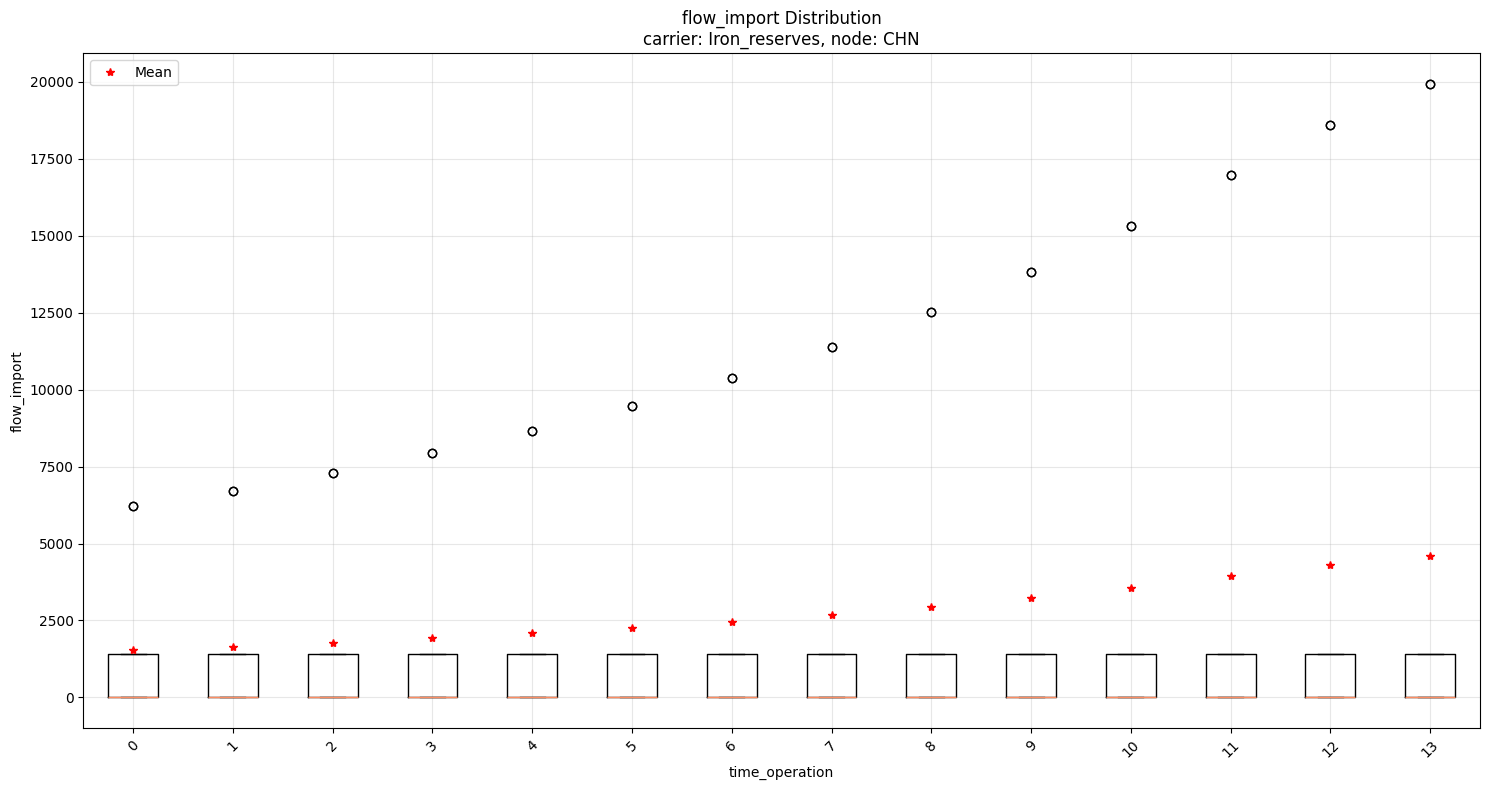 flow_import Distribution
carrier: Iron_reserves, node: CHN
Mean
20000
17500
15000
12500
10000
7500
5000
2500
0
flow_import
0 1 2 3 4 5 6 7 8 9 10 11 12 13
time_operation